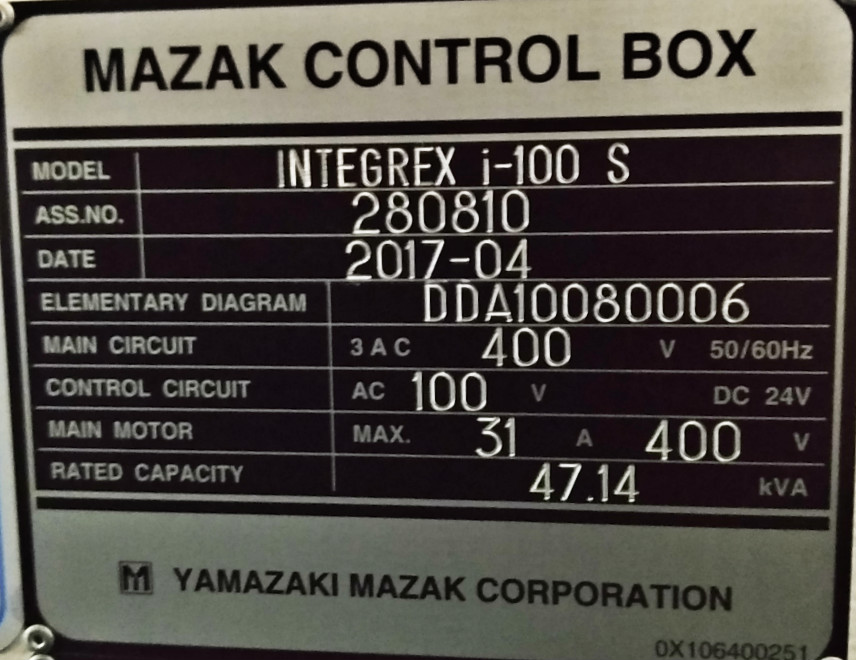 MAZAK CONTROL BOX
MODEL INTEGREX i-100 S
ASS.NO. 280810
DATE 2017-04
ELEMENTARY DIAGRAM DDA10080006
MAIN CIRCUIT 3 AC 400 V 50/60Hz
CONTROL CIRCUIT AC 100 V DC 24V
MAIN MOTOR MAX. 31 A 400 V
RATED CAPACITY 47.14 kVA
M YAMAZAKI MAZAK CORPORATION
0X106400251